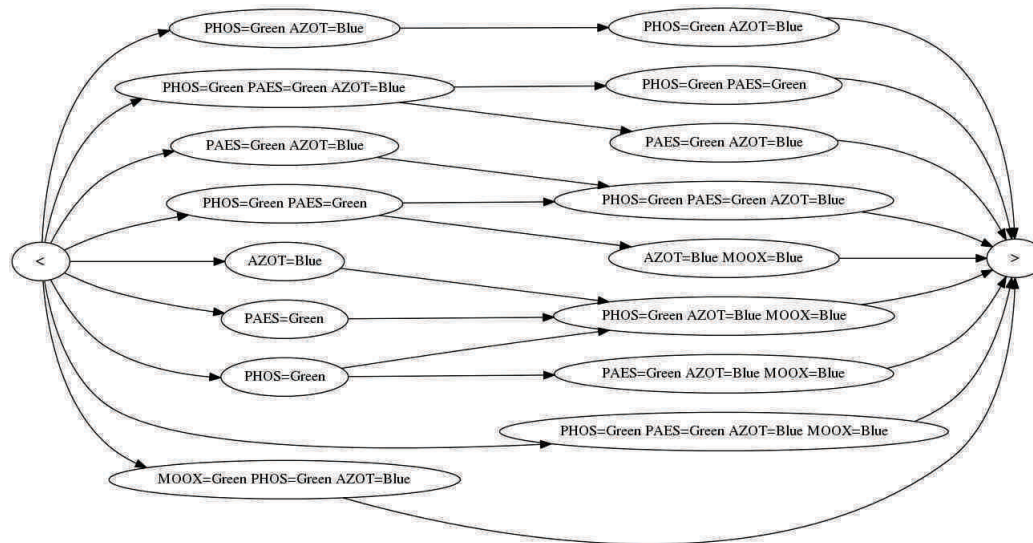 PHOS=Green AZOT=Blue
PHOS=Green AZOT=Blue
PHOS=Green PAES=Green AZOT=Blue
PHOS=Green PAES=Green
PAES=Green AZOT=Blue
PAES=Green AZOT=Blue
PHOS=Green PAES=Green
PHOS=Green PAES=Green AZOT=Blue
<
AZOT=Blue
AZOT=Blue MOOX=Blue
>
PAES=Green
PHOS=Green AZOT=Blue MOOX=Blue
PHOS=Green
PAES=Green AZOT=Blue MOOX=Blue
PHOS=Green PAES=Green AZOT=Blue MOOX=Blue
MOOX=Green PHOS=Green AZOT=Blue